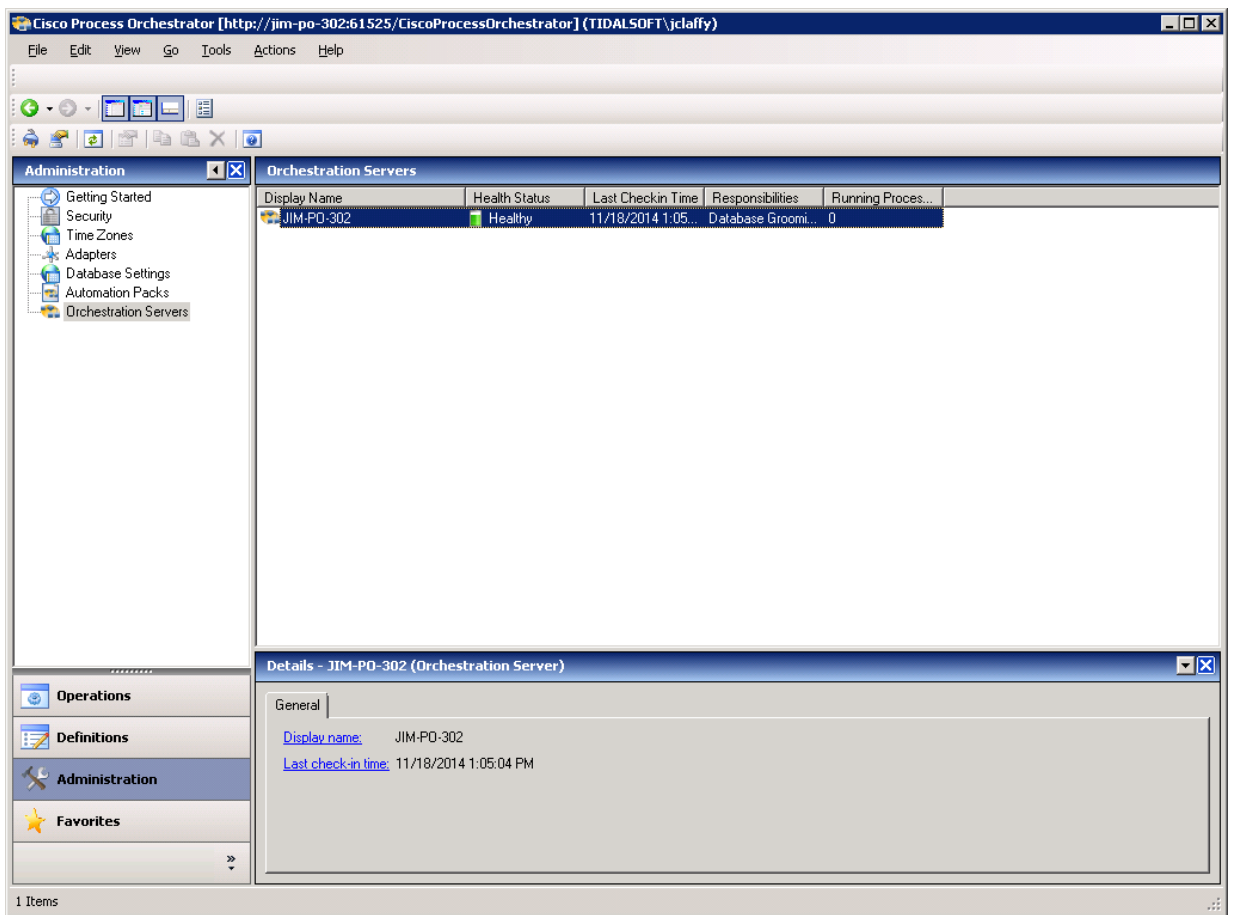 Cisco Process Orchestrator [http://jim-po-302:61525/CiscoProcessOrchestrator] (TIDALSOFT\jclaffy)
File Edit View Go Tools Actions Help
Administration
Getting Started
Security
Time Zones
Adapters
Database Settings
Automation Packs
Orchestration Servers
Operations
Definitions
Administration
Favorites
»
Orchestration Servers
Display Name Health Status Last Checkin Time Responsibilities Running Proces...
JIM-PO-302 Healthy 11/18/2014 1:05... Database Groomi... 0
Details - JIM-PO-302 (Orchestration Server)
General
Display name: JIM-PO-302
Last check-in time: 11/18/2014 1:05:04 PM
1 Items